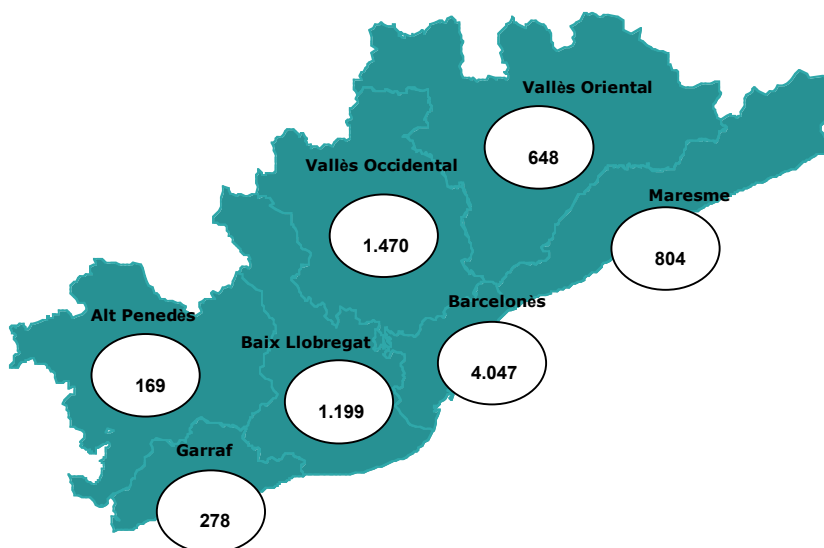 Vallès Oriental
648
Vallès Occidental
1.470
Maresme
804
Barcelonès
4.047
Alt Penedès
169
Baix Llobregat
1.199
Garraf
278